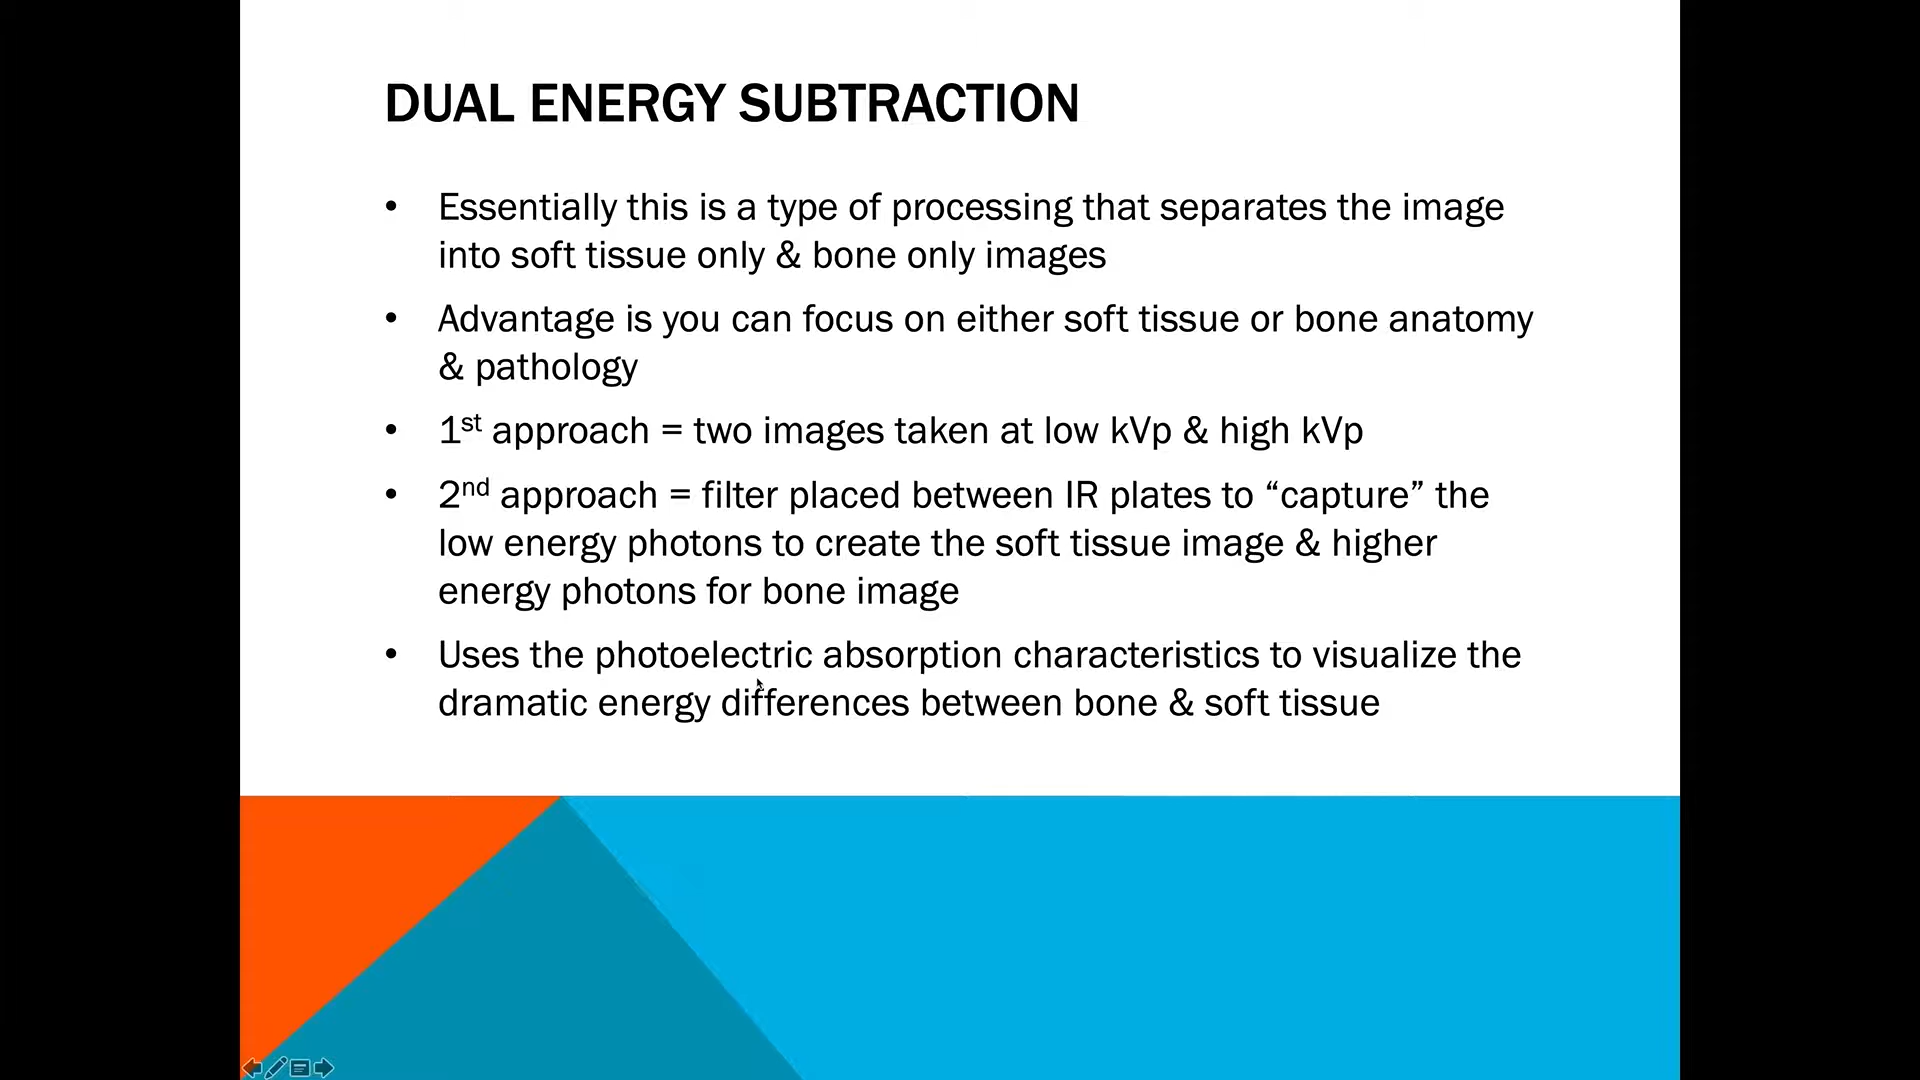 DUAL ENERGY SUBTRACTION
• Essentially this is a type of processing that separates the image
into soft tissue only & bone only images
• Advantage is you can focus on either soft tissue or bone anatomy
& pathology
• 1st approach = two images taken at low kVp & high kVp
• 2nd approach = filter placed between IR plates to “capture” the
low energy photons to create the soft tissue image & higher
energy photons for bone image
• Uses the photoelectric absorption characteristics to visualize the
dramatic energy differences between bone & soft tissue